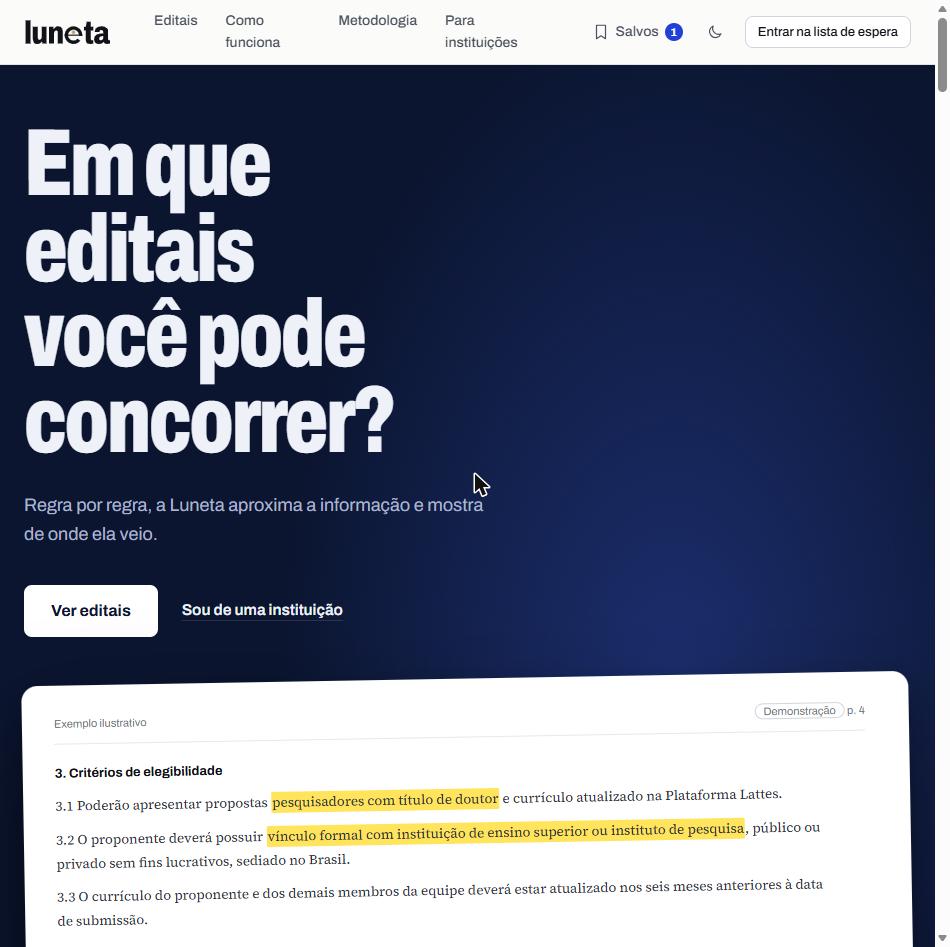 luneta
Editais
Como
funciona
Metodologia
Para
instituições
Salvos 1
Entrar na lista de espera
Em que
editais
você pode
concorrer?
Regra por regra, a Luneta aproxima a informação e mostra
de onde ela veio.
Ver editais
Sou de uma instituição
Exemplo ilustrativo
Demonstração p. 4
3. Critérios de elegibilidade
3.1 Poderão apresentar propostas pesquisadores com título de doutor e currículo atualizado na Plataforma Lattes.
3.2 O proponente deverá possuir vínculo formal com instituição de ensino superior ou instituto de pesquisa, público ou
privado sem fins lucrativos, sediado no Brasil.
3.3 O currículo do proponente e dos demais membros da equipe deverá estar atualizado nos seis meses anteriores à data
de submissão.